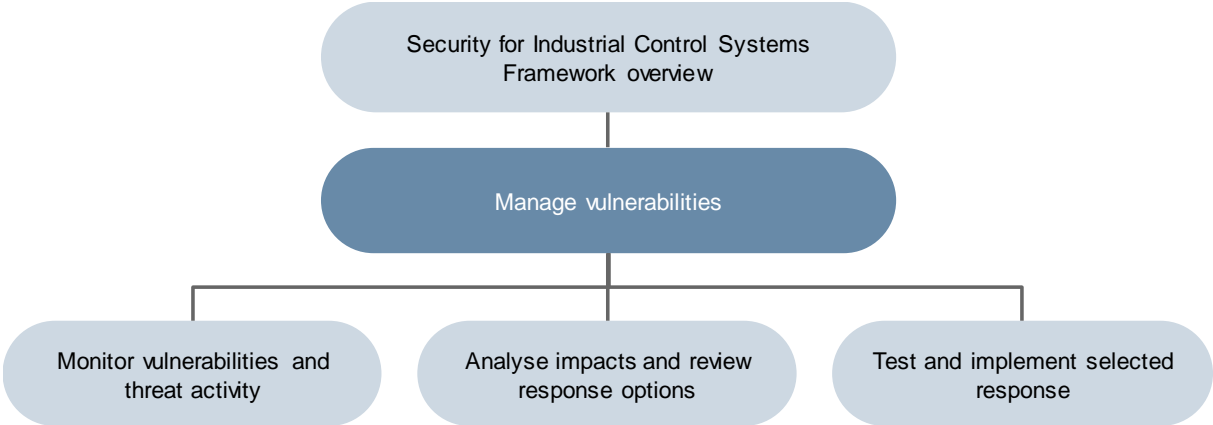 Security for Industrial Control Systems
Framework overview
Manage vulnerabilities
Monitor vulnerabilities and
threat activity
Analyse impacts and review
response options
Test and implement selected
response